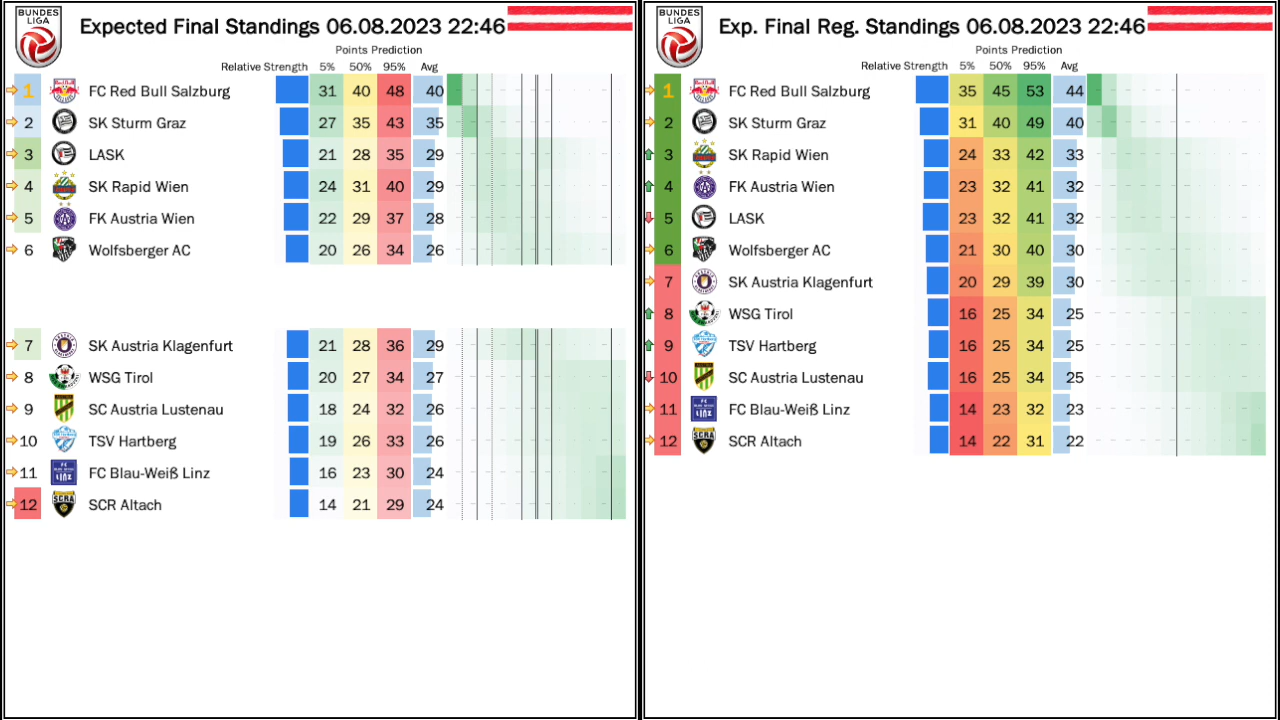 BUNDES
LIGA
Expected Final Standings 06.08.2023 22:46
Points Prediction
Relative Strength 5% 50% 95% Avg
1 FC Red Bull Salzburg 31 40 48 40
2 SK Sturm Graz 27 35 43 35
3 LASK 21 28 35 29
4 SK Rapid Wien 24 31 40 29
5 FK Austria Wien 22 29 37 28
6 Wolfsberger AC 20 26 34 26
7 SK Austria Klagenfurt 21 28 36 29
8 WSG Tirol 20 27 34 27
9 SC Austria Lustenau 18 24 32 26
10 TSV Hartberg 19 26 33 26
11 FC Blau-Weiß Linz 16 23 30 24
12 SCR Altach 14 21 29 24
BUNDES
LIGA
Exp. Final Reg. Standings 06.08.2023 22:46
Points Prediction
Relative Strength 5% 50% 95% Avg
1 FC Red Bull Salzburg 35 45 53 44
2 SK Sturm Graz 31 40 49 40
3 SK Rapid Wien 24 33 42 33
4 FK Austria Wien 23 32 41 32
5 LASK 23 32 41 32
6 Wolfsberger AC 21 30 40 30
7 SK Austria Klagenfurt 20 29 39 30
8 WSG Tirol 16 25 34 25
9 TSV Hartberg 16 25 34 25
10 SC Austria Lustenau 16 25 34 25
11 FC Blau-Weiß Linz 14 23 32 23
12 SCR Altach 14 22 31 22